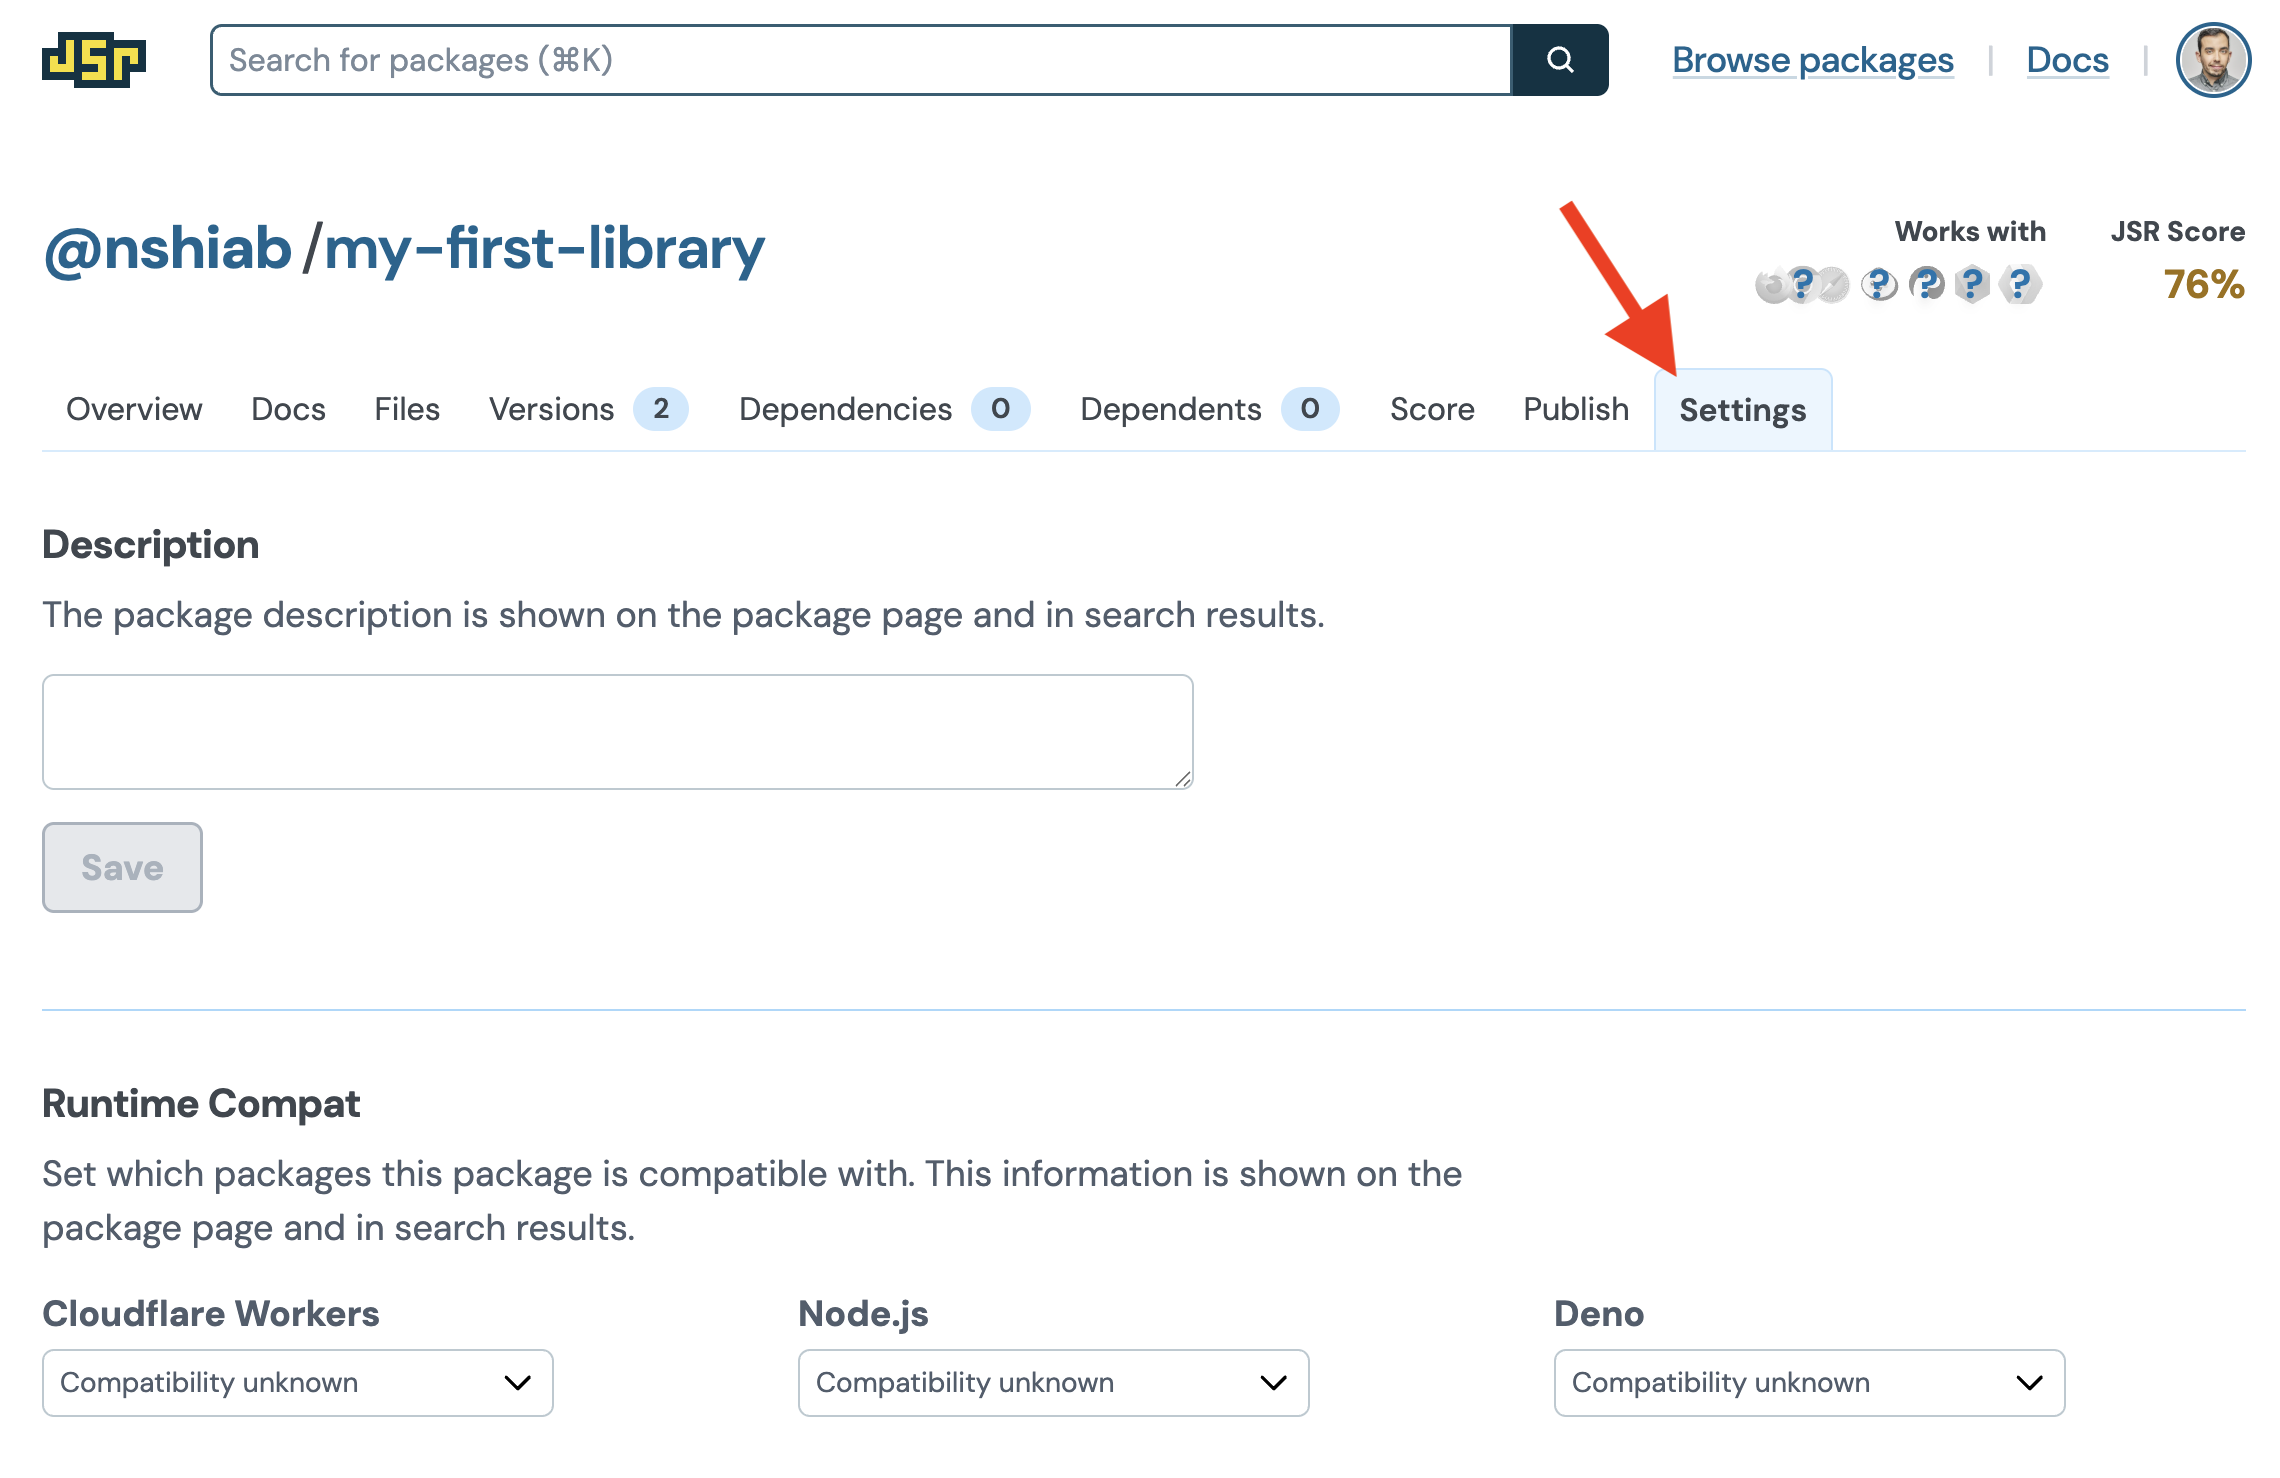 JSR
Search for packages (⌘K)
Browse packages | Docs |
@nshiab/my-first-library
Works with
JSR Score
? ? ? ? ?
76%
Overview Docs Files Versions 2 Dependencies 0 Dependents 0 Score Publish Settings
Description
The package description is shown on the package page and in search results.
Save
Runtime Compat
Set which packages this package is compatible with. This information is shown on the
package page and in search results.
Cloudflare Workers Node.js Deno
Compatibility unknown Compatibility unknown Compatibility unknown